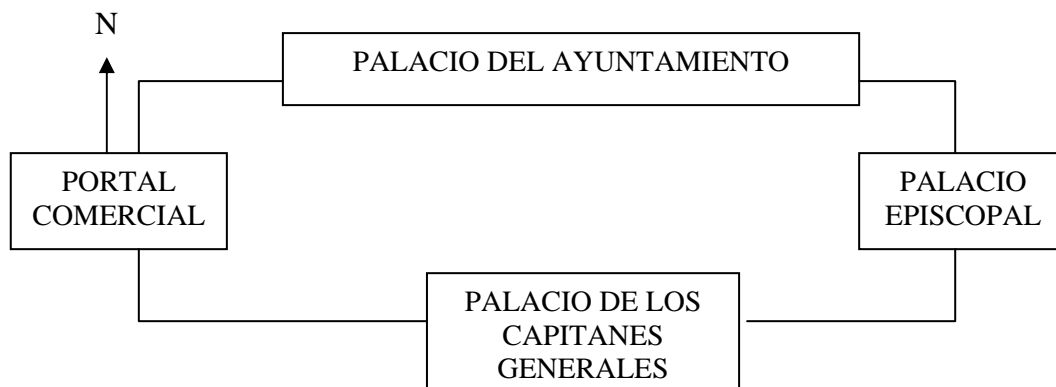 N
PALACIO DEL AYUNTAMIENTO
PORTAL
COMERCIAL
PALACIO
EPISCOPAL
PALACIO DE LOS
CAPITANES
GENERALES